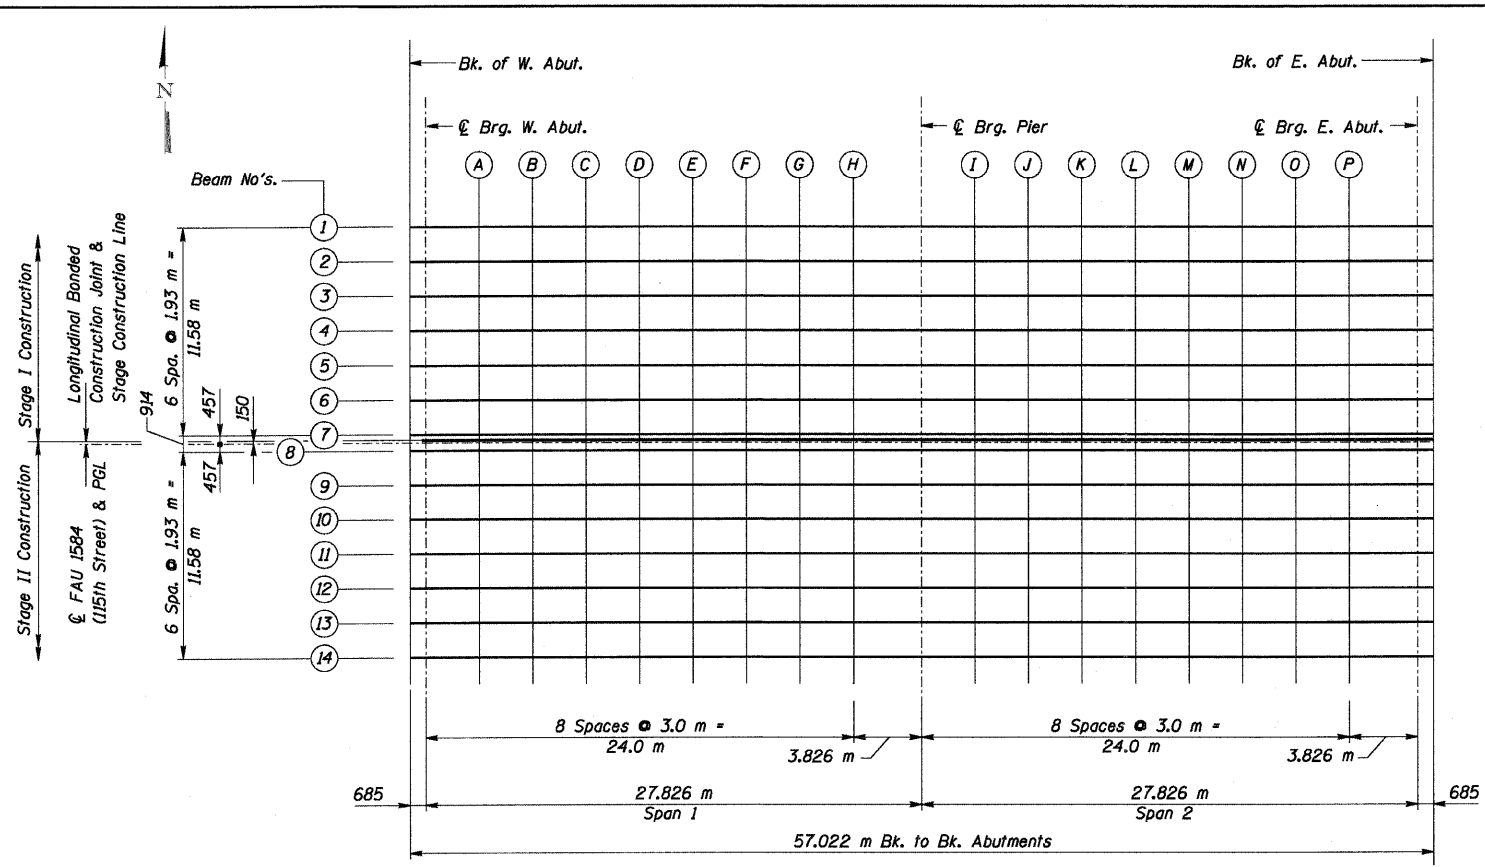 Bk. of W. Abut.
Bk. of E. Abut.
N
℄ Brg. W. Abut.
℄ Brg. Pier
℄ Brg. E. Abut.
A B C D E F G H I J K L M N O P
Beam No's.
1
2
3
4
5
6
7
8
9
10
11
12
13
14
Stage I Construction
Stage II Construction
Longitudinal Bonded
Construction Joint &
Stage Construction Line
℄ FAU 1584
(115th Street) & PGL
914
6 Spa. @ 1.93 m =
11.58 m
457
150
457
6 Spa. @ 1.93 m =
11.58 m
8 Spaces @ 3.0 m =
24.0 m
3.826 m
8 Spaces @ 3.0 m =
24.0 m
3.826 m
685
27.826 m
Span 1
27.826 m
Span 2
685
57.022 m Bk. to Bk. Abutments